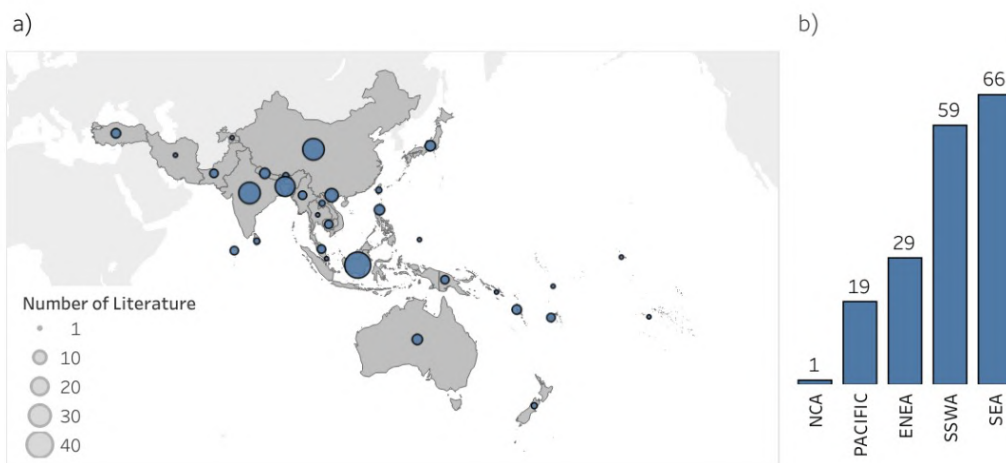 a)
b)
Number of Literature
1
10
20
30
40
1
19
29
59
66
NCA
PACIFIC
ENEA
SSWA
SEA